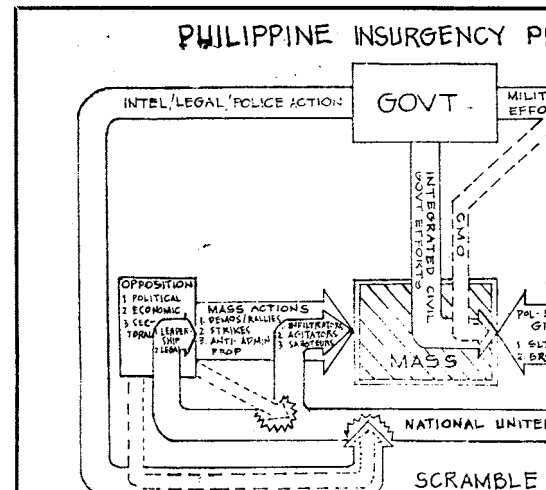 PHILIPPINE INSURGENCY P
INTEL/LEGAL/POLICE ACTION
GOVT
MILIT
EFFO
INTEGRATED CIVIL
GOVT EFFORTS
CMO
OPPOSITION
1 POLITICAL
2 ECONOMIC
3 SEC-
TORAL
1 LEADER
SHIP
2 LEGAL
MASS ACTIONS
1. DEMOS/RALLIES
2. STRIKES
3. ANTI-ADMIN
PROP
1 INFILTRATORS
2 AGITATORS
3 SABOTEURS
MASS
POL-
GR
1
2
NATIONAL UNITE
SCRAMBLE